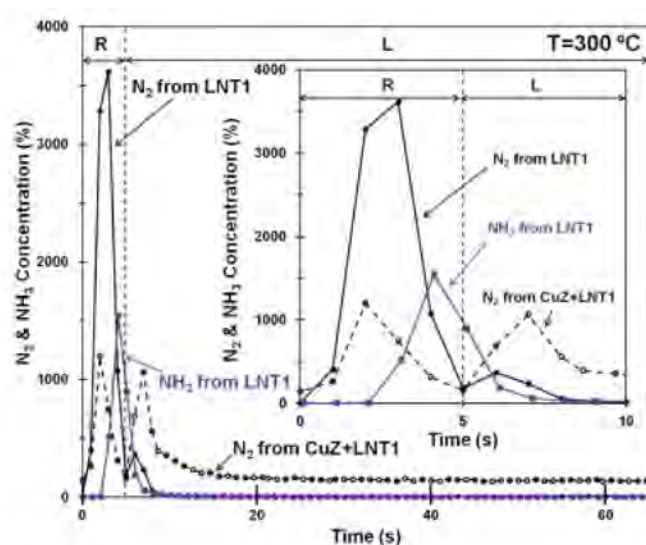 R
L
T=300 ºC
4000
N2 from LNT1
3000
2000
1000
0
N2 & NH3 Concentration (%)
NH3 from LNT1
N2 from CuZ+LNT1
0
20
40
60
Time (s)
R
L
4000
3000
2000
1000
0
N2 & NH3 Concentration (%)
N2 from LNT1
NH3 from LNT1
N2 from CuZ+LNT1
0
5
10
Time (s)